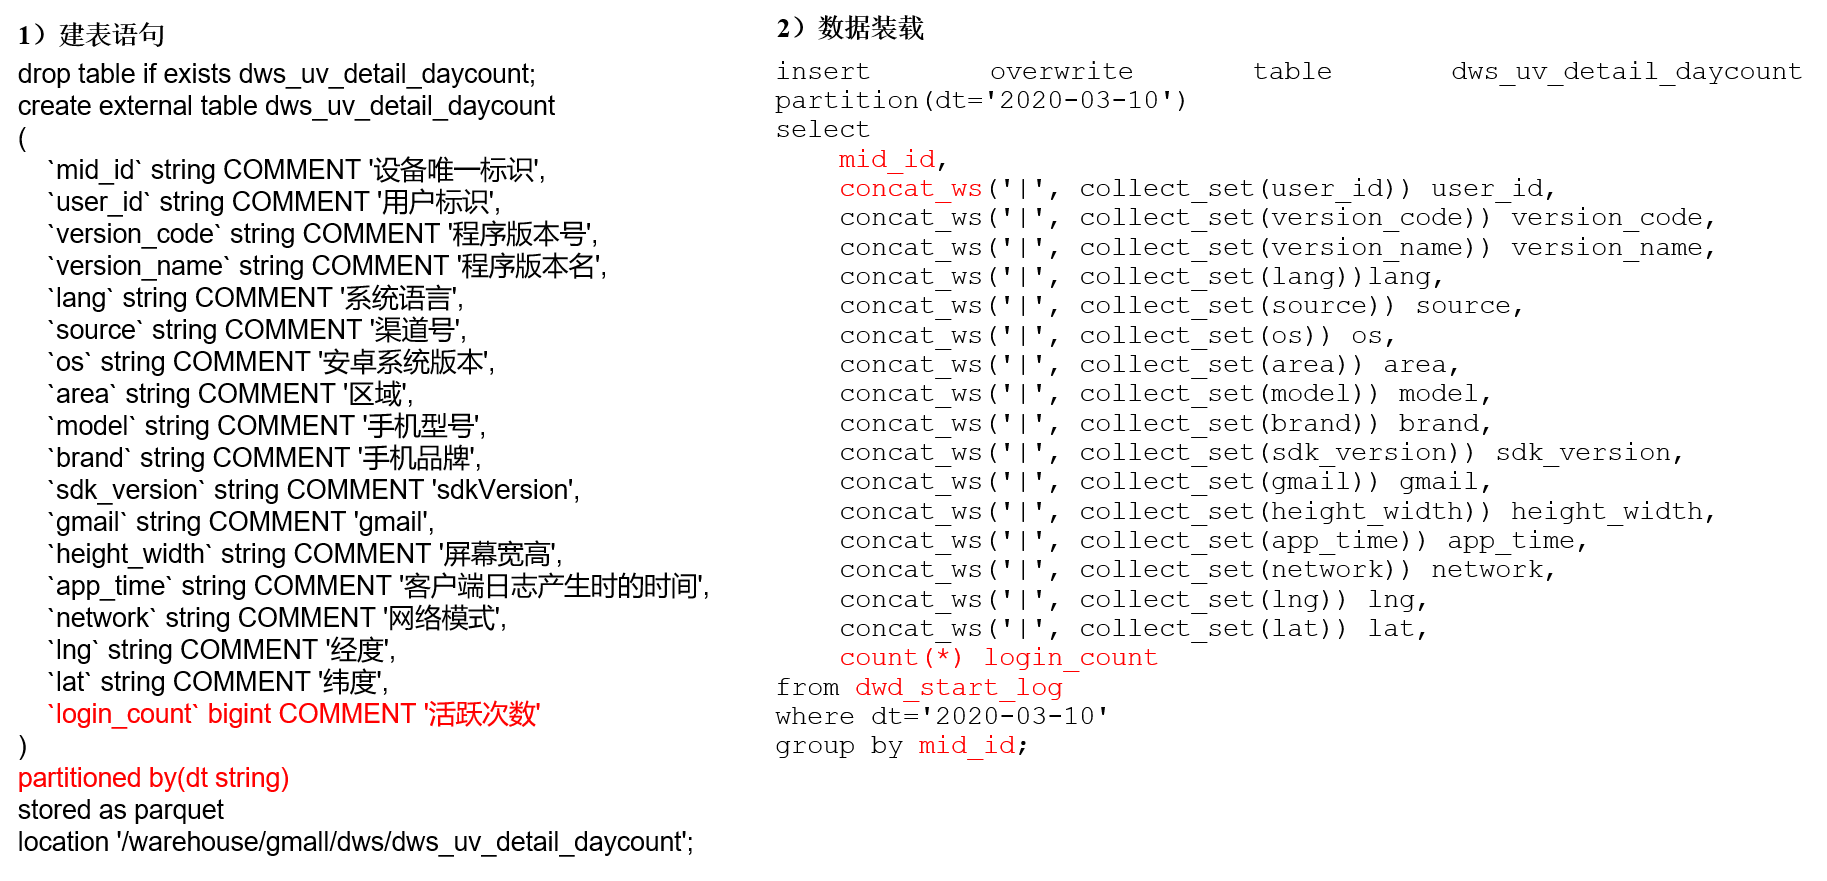 1）建表语句
drop table if exists dws_uv_detail_daycount;
create external table dws_uv_detail_daycount
(
`mid_id` string COMMENT '设备唯一标识',
`user_id` string COMMENT '用户标识',
`version_code` string COMMENT '程序版本号',
`version_name` string COMMENT '程序版本名',
`lang` string COMMENT '系统语言',
`source` string COMMENT '渠道号',
`os` string COMMENT '安卓系统版本',
`area` string COMMENT '区域',
`model` string COMMENT '手机型号',
`brand` string COMMENT '手机品牌',
`sdk_version` string COMMENT 'sdkVersion',
`gmail` string COMMENT 'gmail',
`height_width` string COMMENT '屏幕宽高',
`app_time` string COMMENT '客户端日志产生时的时间',
`network` string COMMENT '网络模式',
`lng` string COMMENT '经度',
`lat` string COMMENT '纬度',
`login_count` bigint COMMENT '活跃次数'
)
partitioned by(dt string)
stored as parquet
location '/warehouse/gmall/dws/dws_uv_detail_daycount';
2）数据装载
insert overwrite table dws_uv_detail_daycount
partition(dt='2020-03-10')
select
mid_id,
concat_ws('|', collect_set(user_id)) user_id,
concat_ws('|', collect_set(version_code)) version_code,
concat_ws('|', collect_set(version_name)) version_name,
concat_ws('|', collect_set(lang))lang,
concat_ws('|', collect_set(source)) source,
concat_ws('|', collect_set(os)) os,
concat_ws('|', collect_set(area)) area,
concat_ws('|', collect_set(model)) model,
concat_ws('|', collect_set(brand)) brand,
concat_ws('|', collect_set(sdk_version)) sdk_version,
concat_ws('|', collect_set(gmail)) gmail,
concat_ws('|', collect_set(height_width)) height_width,
concat_ws('|', collect_set(app_time)) app_time,
concat_ws('|', collect_set(network)) network,
concat_ws('|', collect_set(lng)) lng,
concat_ws('|', collect_set(lat)) lat,
count(*) login_count
from dwd_start_log
where dt='2020-03-10'
group by mid_id;